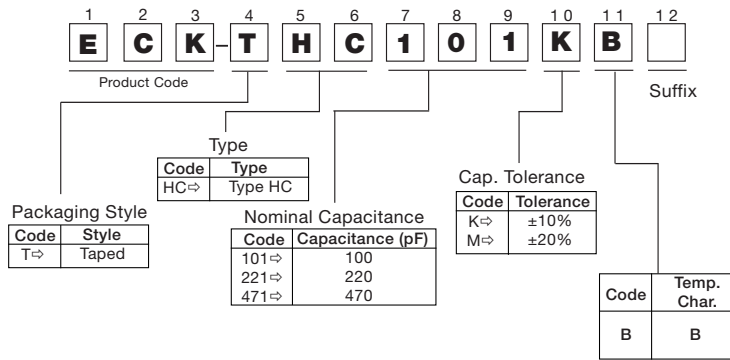 1 2 3 4 5 6 7 8 9 10 11 12
E C K – T H C 1 0 1 K B
Product Code
Suffix
Type
Code Type
HC⇨ Type HC
Cap. Tolerance
Code Tolerance
K⇨ ±10%
M⇨ ±20%
Packaging Style
Code Style
T⇨ Taped
Nominal Capacitance
Code Capacitance (pF)
101⇨ 100
221⇨ 220
471⇨ 470
Code Temp. Char.
B B